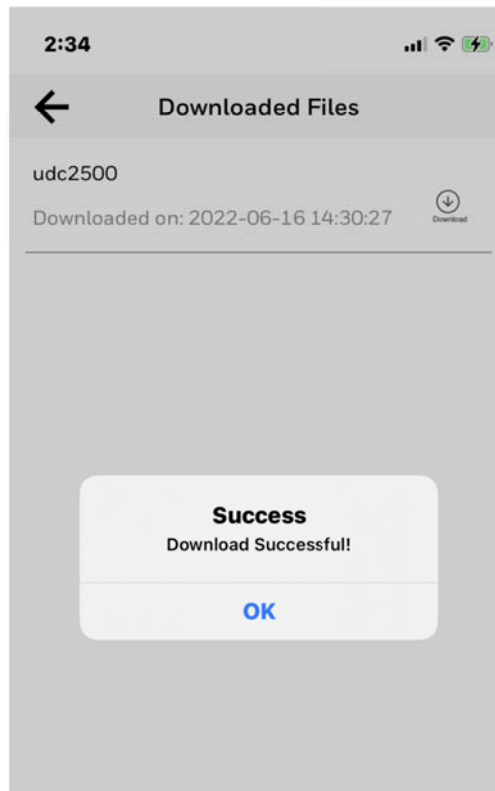 2:34
Downloaded Files
udc2500
Downloaded on: 2022-06-16 14:30:27
Download
Success
Download Successful!
OK